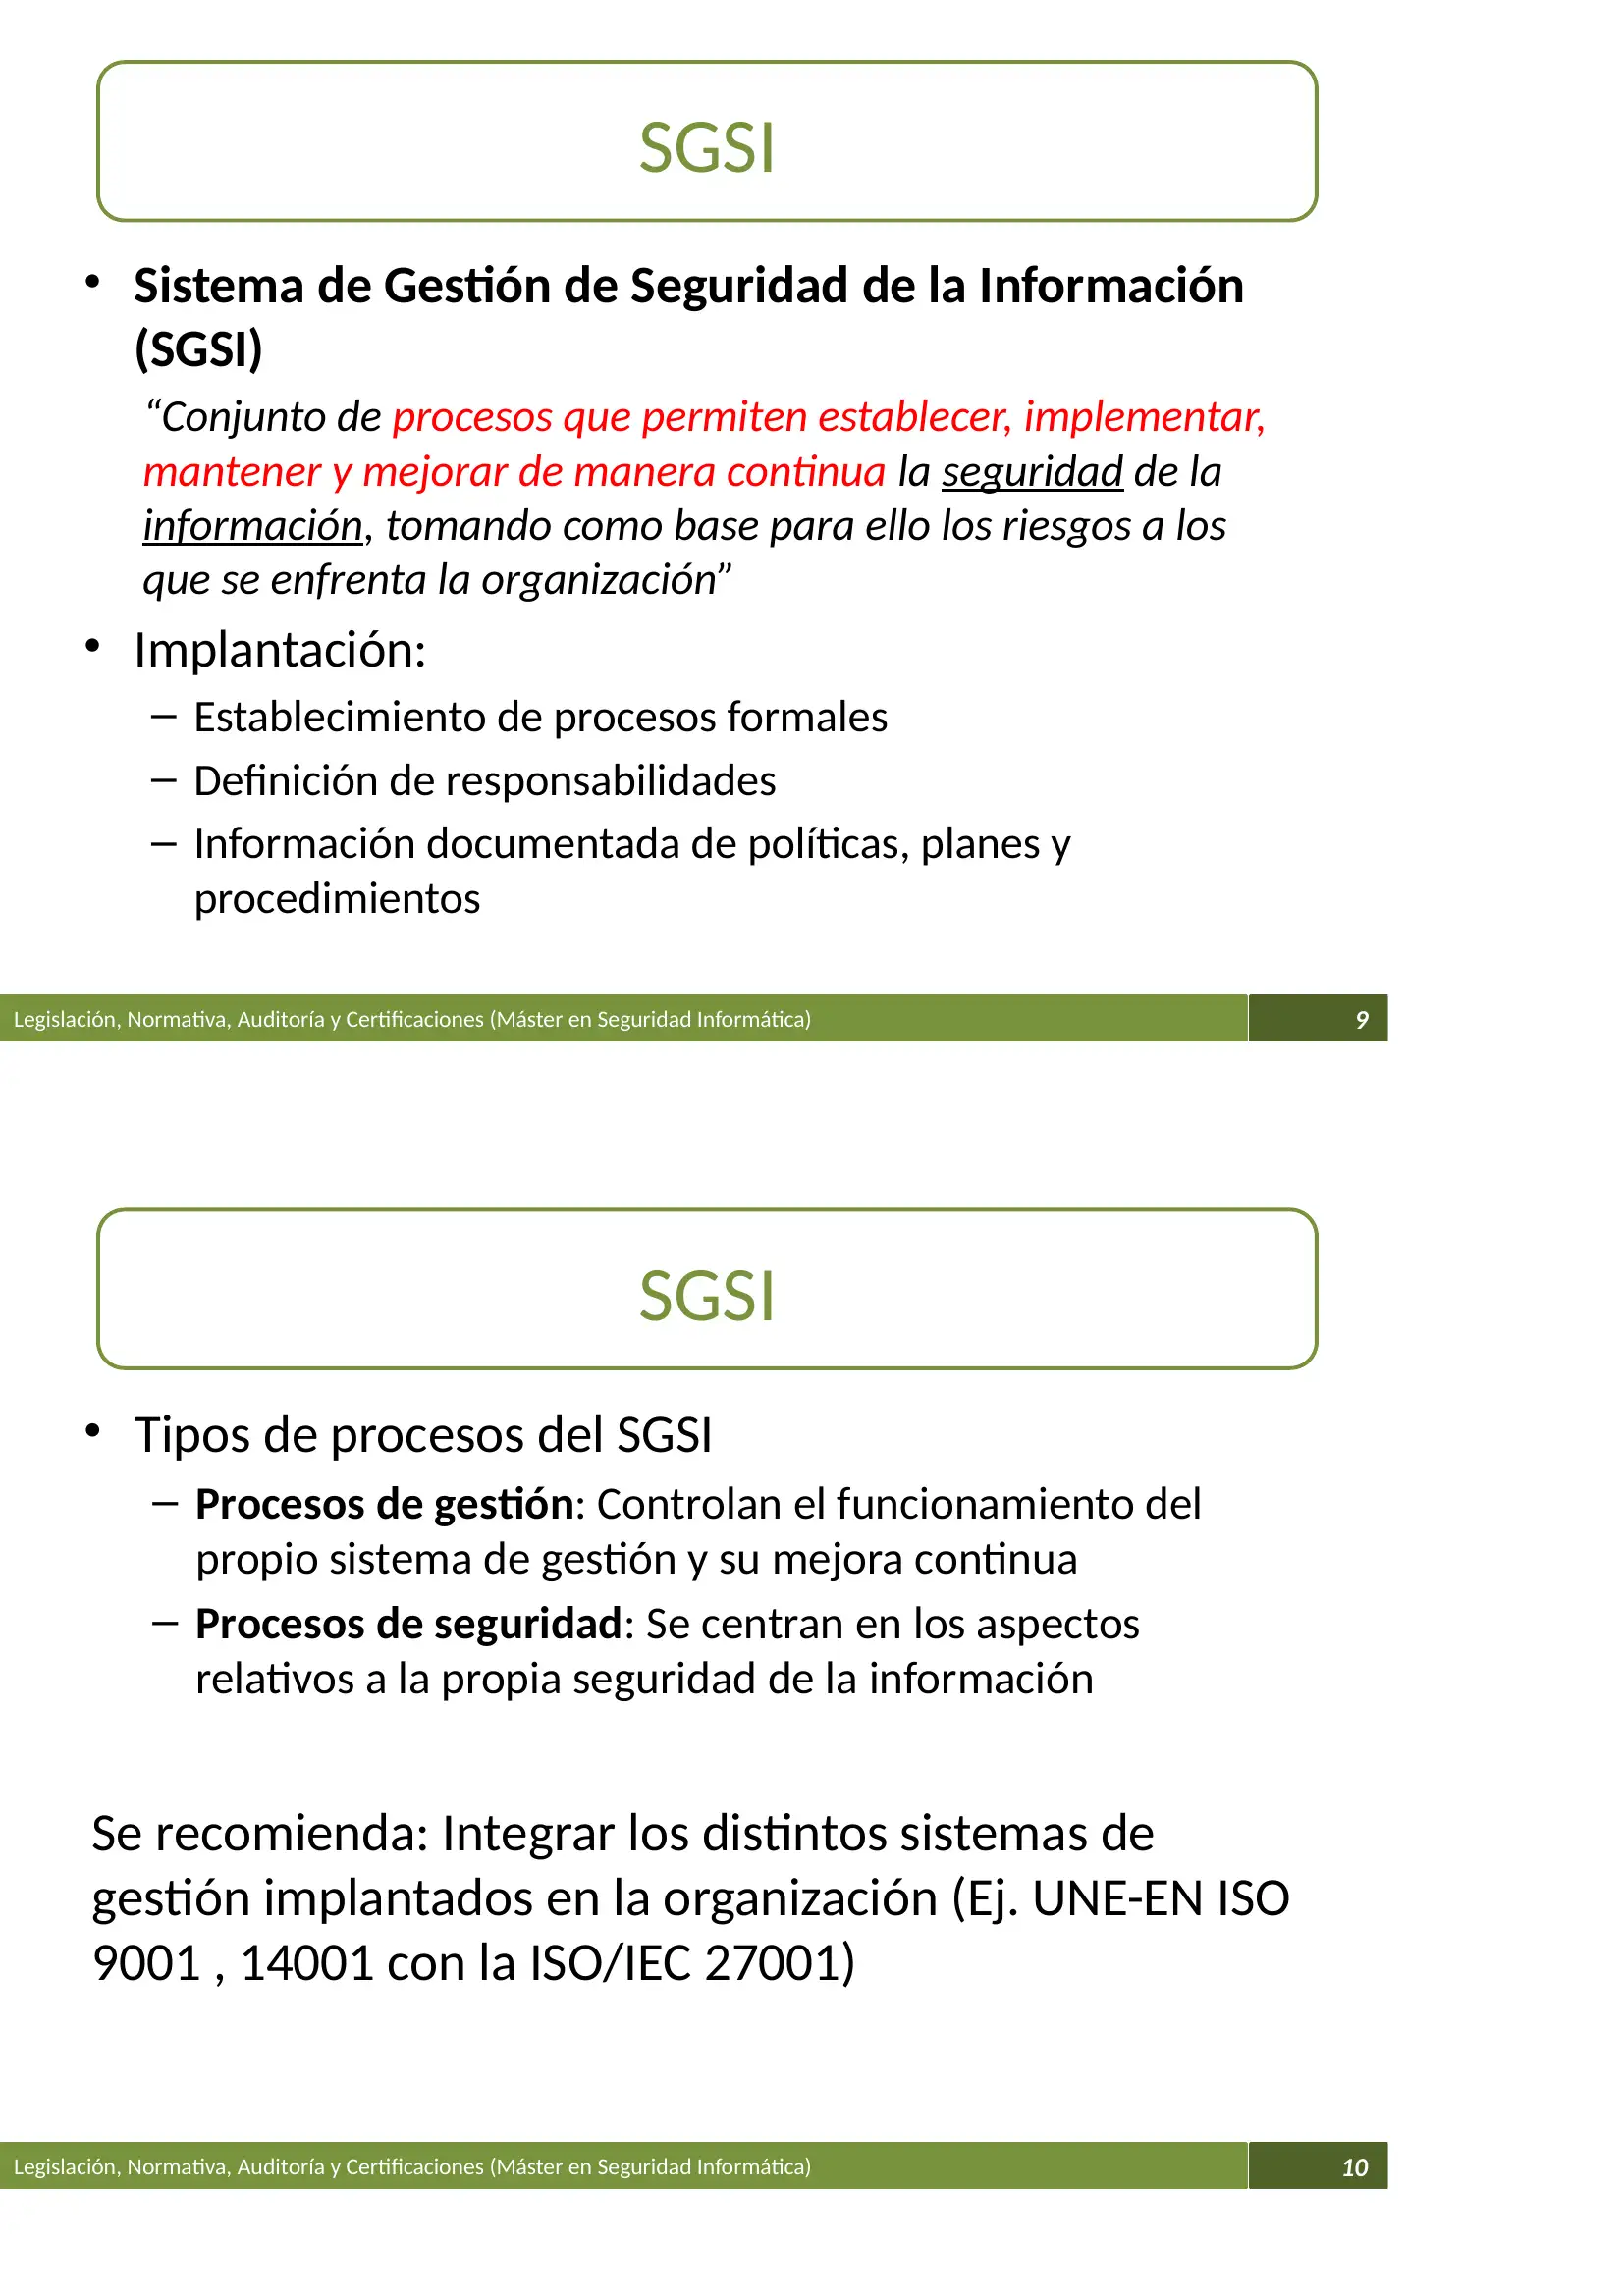 SGSI
• Sistema de Gestión de Seguridad de la Información
(SGSI)
“Conjunto de procesos que permiten establecer, implementar,
mantener y mejorar de manera continua la seguridad de la
información, tomando como base para ello los riesgos a los
que se enfrenta la organización”
• Implantación:
– Establecimiento de procesos formales
– Definición de responsabilidades
– Información documentada de políticas, planes y
procedimientos
Legislación, Normativa, Auditoría y Certificaciones (Máster en Seguridad Informática) 9
SGSI
• Tipos de procesos del SGSI
– Procesos de gestión: Controlan el funcionamiento del
propio sistema de gestión y su mejora continua
– Procesos de seguridad: Se centran en los aspectos
relativos a la propia seguridad de la información
Se recomienda: Integrar los distintos sistemas de
gestión implantados en la organización (Ej. UNE-EN ISO
9001 , 14001 con la ISO/IEC 27001)
Legislación, Normativa, Auditoría y Certificaciones (Máster en Seguridad Informática) 10